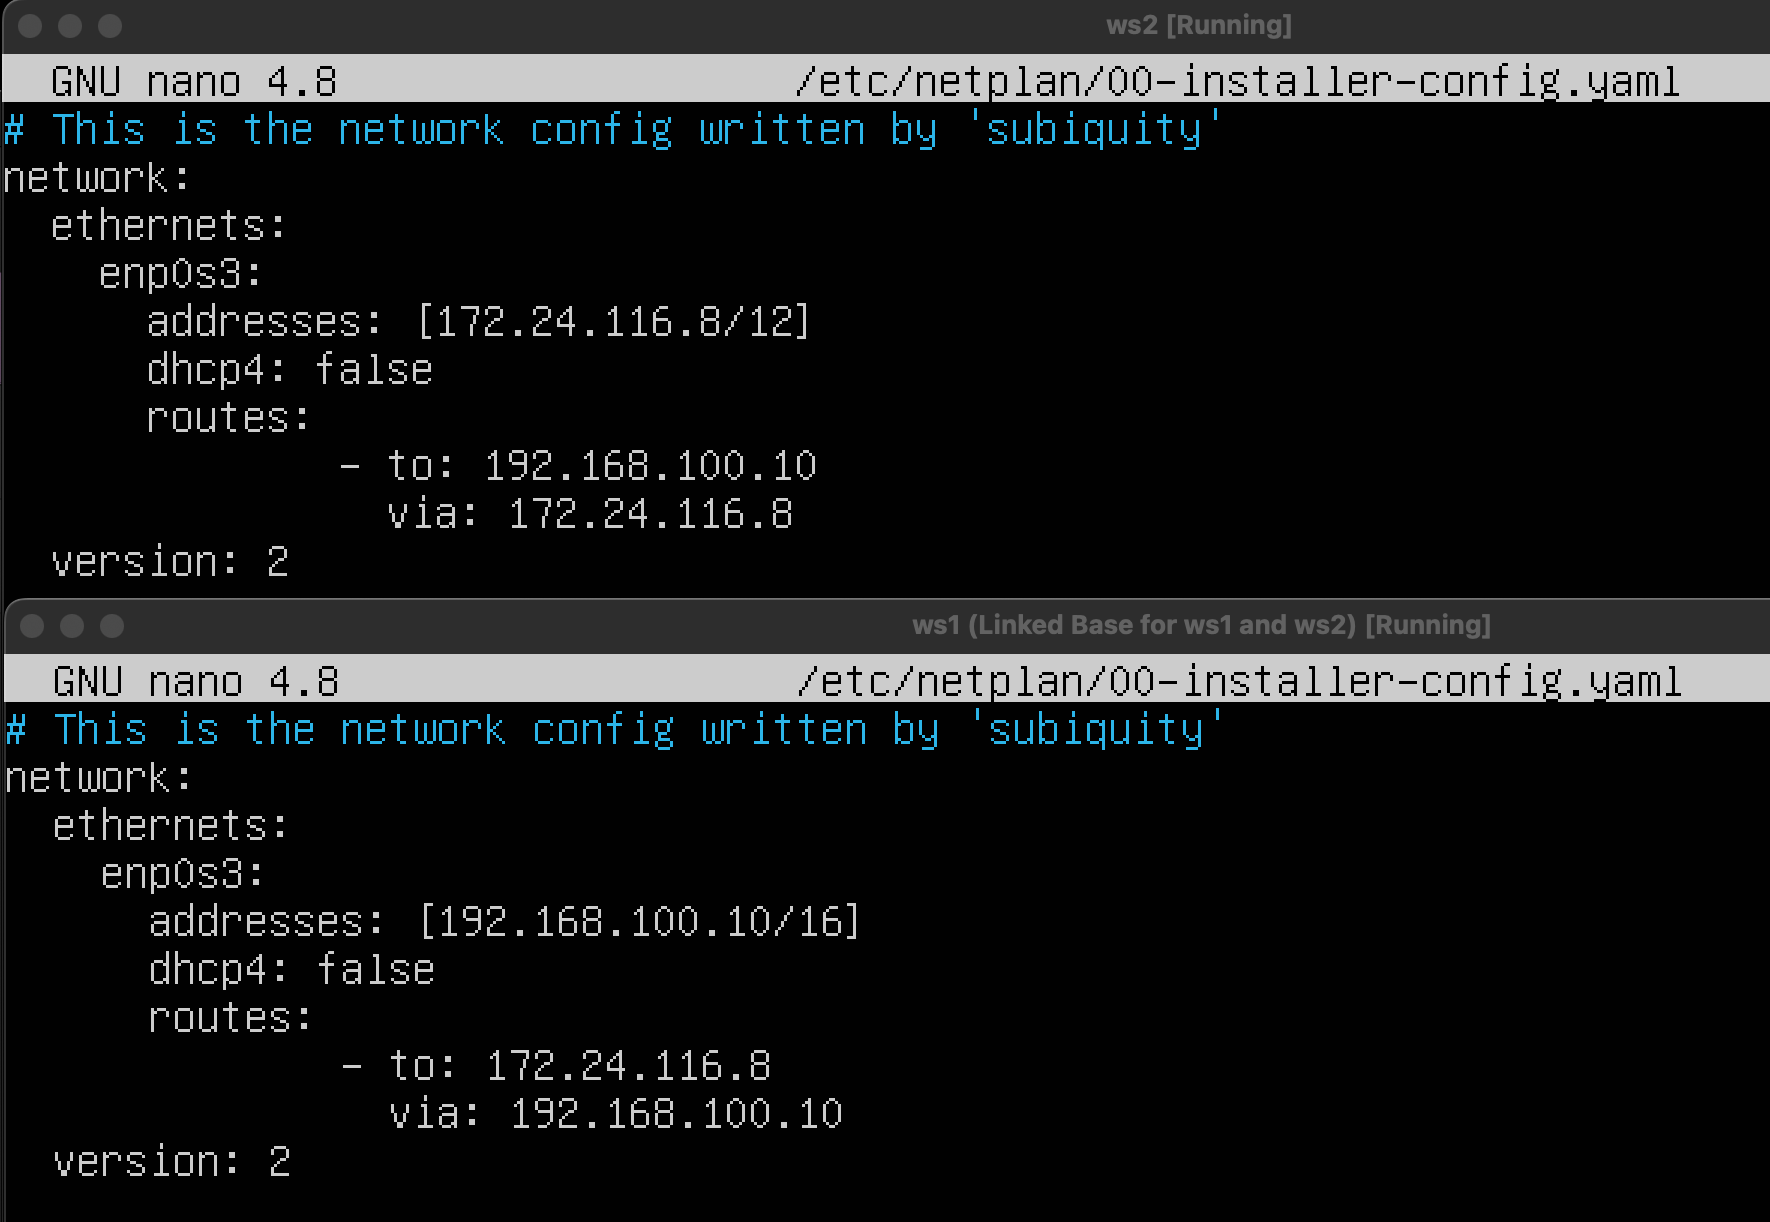 ws2 [Running]
GNU nano 4.8 /etc/netplan/00-installer-config.yaml
# This is the network config written by 'subiquity'
network:
  ethernets:
    enp0s3:
      addresses: [172.24.116.8/12]
      dhcp4: false
      routes:
              - to: 192.168.100.10
                via: 172.24.116.8
  version: 2
ws1 (Linked Base for ws1 and ws2) [Running]
GNU nano 4.8 /etc/netplan/00-installer-config.yaml
# This is the network config written by 'subiquity'
network:
  ethernets:
    enp0s3:
      addresses: [192.168.100.10/16]
      dhcp4: false
      routes:
              - to: 172.24.116.8
                via: 192.168.100.10
  version: 2